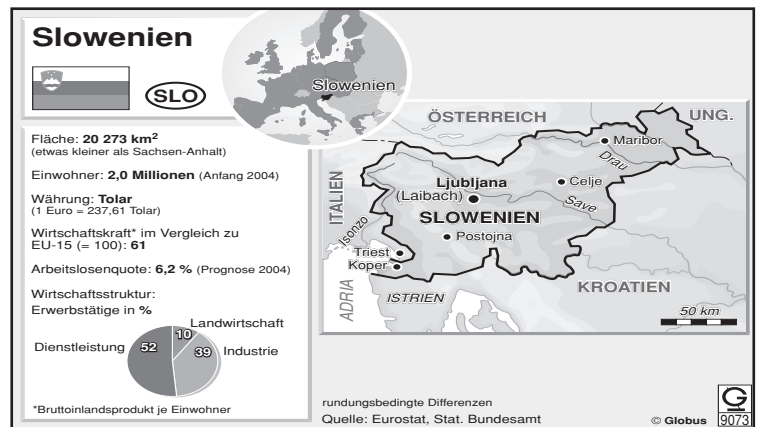 Slowenien
SLO
Slowenien
Fläche: 20 273 km²
(etwas kleiner als Sachsen-Anhalt)
Einwohner: 2,0 Millionen (Anfang 2004)
Währung: Tolar
(1 Euro = 237,61 Tolar)
Wirtschaftskraft* im Vergleich zu
EU-15 (= 100): 61
Arbeitslosenquote: 6,2 % (Prognose 2004)
Wirtschaftsstruktur:
Erwerbstätige in %
Landwirtschaft
10
Dienstleistung 52
39 Industrie
*Bruttoinlandsprodukt je Einwohner
ÖSTERREICH
UNG.
Maribor
Drau
Ljubljana
(Laibach)
Celje
Save
ITALIEN
SLOWENIEN
Isonzo
Postojna
Triest
Koper
ADRIA
ISTRIEN
KROATIEN
50 km
rundungsbedingte Differenzen
Quelle: Eurostat, Stat. Bundesamt
© Globus
G
9073